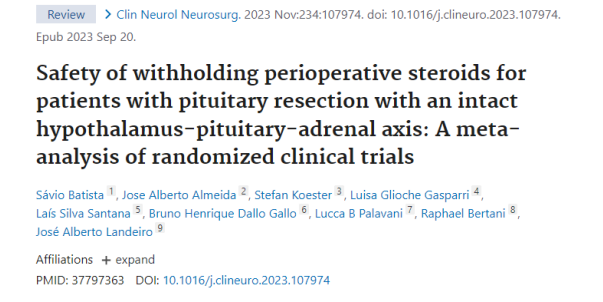 Review Clin Neurol Neurosurg. 2023 Nov:234:107974. doi: 10.1016/j.clineuro.2023.107974.
Epub 2023 Sep 20.
Safety of withholding perioperative steroids for
patients with pituitary resection with an intact
hypothalamus-pituitary-adrenal axis: A meta-
analysis of randomized clinical trials
Sávio Batista 1, Jose Alberto Almeida 2, Stefan Koester 3, Luisa Glioche Gasparri 4,
Laís Silva Santana 5, Bruno Henrique Dallo Gallo 6, Lucca B Palavani 7, Raphael Bertani 8,
José Alberto Landeiro 9
Affiliations + expand
PMID: 37797363 DOI: 10.1016/j.clineuro.2023.107974